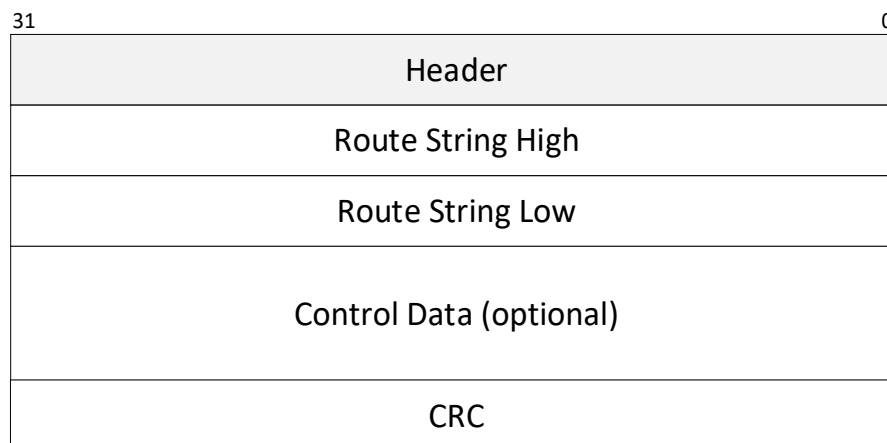 31 0
Header
Route String High
Route String Low
Control Data (optional)
CRC